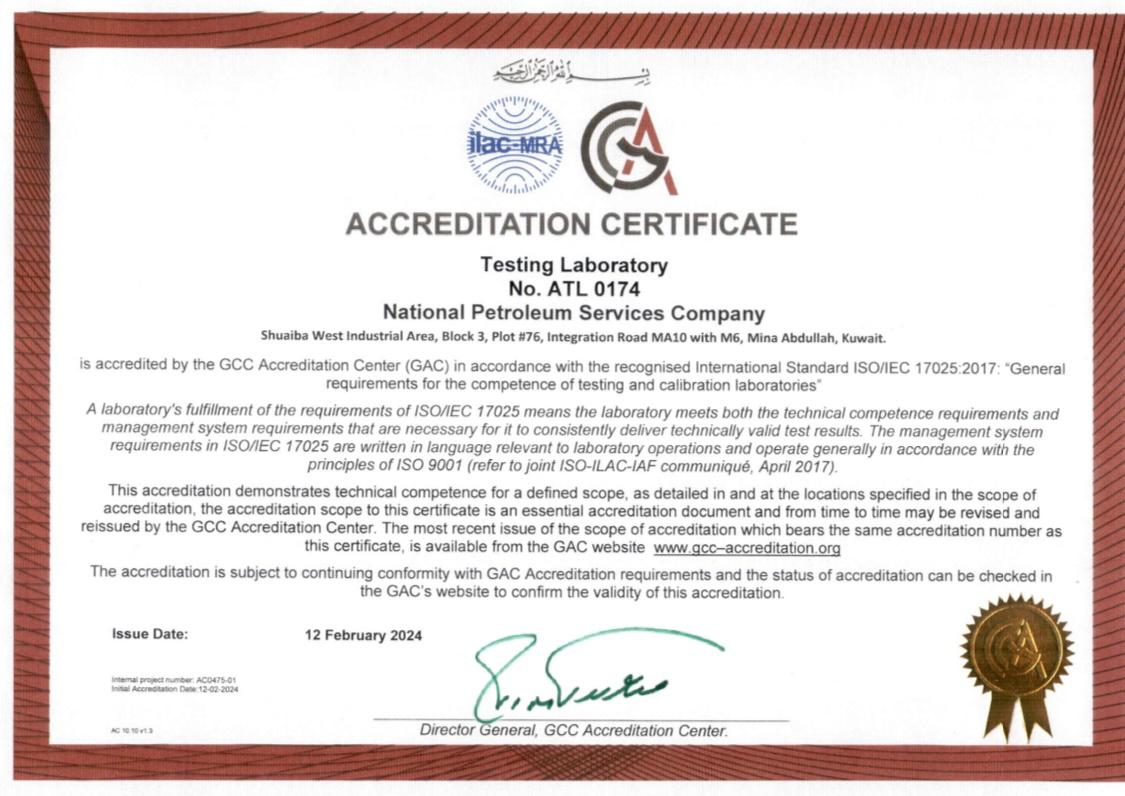 بسم الله الرحمن الرحيم
ilac-MRA
ACCREDITATION CERTIFICATE
Testing Laboratory
No. ATL 0174
National Petroleum Services Company
Shuaiba West Industrial Area, Block 3, Plot #76, Integration Road MA10 with M6, Mina Abdullah, Kuwait.
is accredited by the GCC Accreditation Center (GAC) in accordance with the recognised International Standard ISO/IEC 17025:2017: “General
requirements for the competence of testing and calibration laboratories”
A laboratory's fulfillment of the requirements of ISO/IEC 17025 means the laboratory meets both the technical competence requirements and
management system requirements that are necessary for it to consistently deliver technically valid test results. The management system
requirements in ISO/IEC 17025 are written in language relevant to laboratory operations and operate generally in accordance with the
principles of ISO 9001 (refer to joint ISO-ILAC-IAF communiqué, April 2017).
This accreditation demonstrates technical competence for a defined scope, as detailed in and at the locations specified in the scope of
accreditation, the accreditation scope to this certificate is an essential accreditation document and from time to time may be revised and
reissued by the GCC Accreditation Center. The most recent issue of the scope of accreditation which bears the same accreditation number as
this certificate, is available from the GAC website www.gcc–accreditation.org
The accreditation is subject to continuing conformity with GAC Accreditation requirements and the status of accreditation can be checked in
the GAC's website to confirm the validity of this accreditation.
Issue Date: 12 February 2024
Internal project number: AC0475-01
Initial Accreditation Date:12-02-2024
Director General, GCC Accreditation Center.
AC 10.10 v1.3